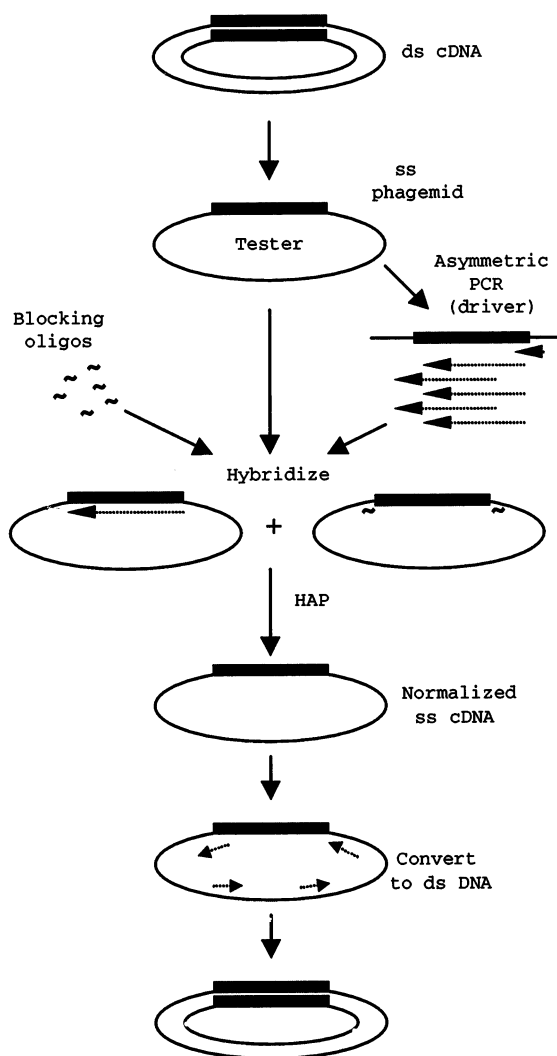 ds cDNA
ss
phagemid
Tester
Asymmetric
PCR
(driver)
Blocking
oligos
~ ~
~ ~ ~
~ ~
Hybridize
+
~ ~
HAP
Normalized
ss cDNA
Convert
to ds DNA